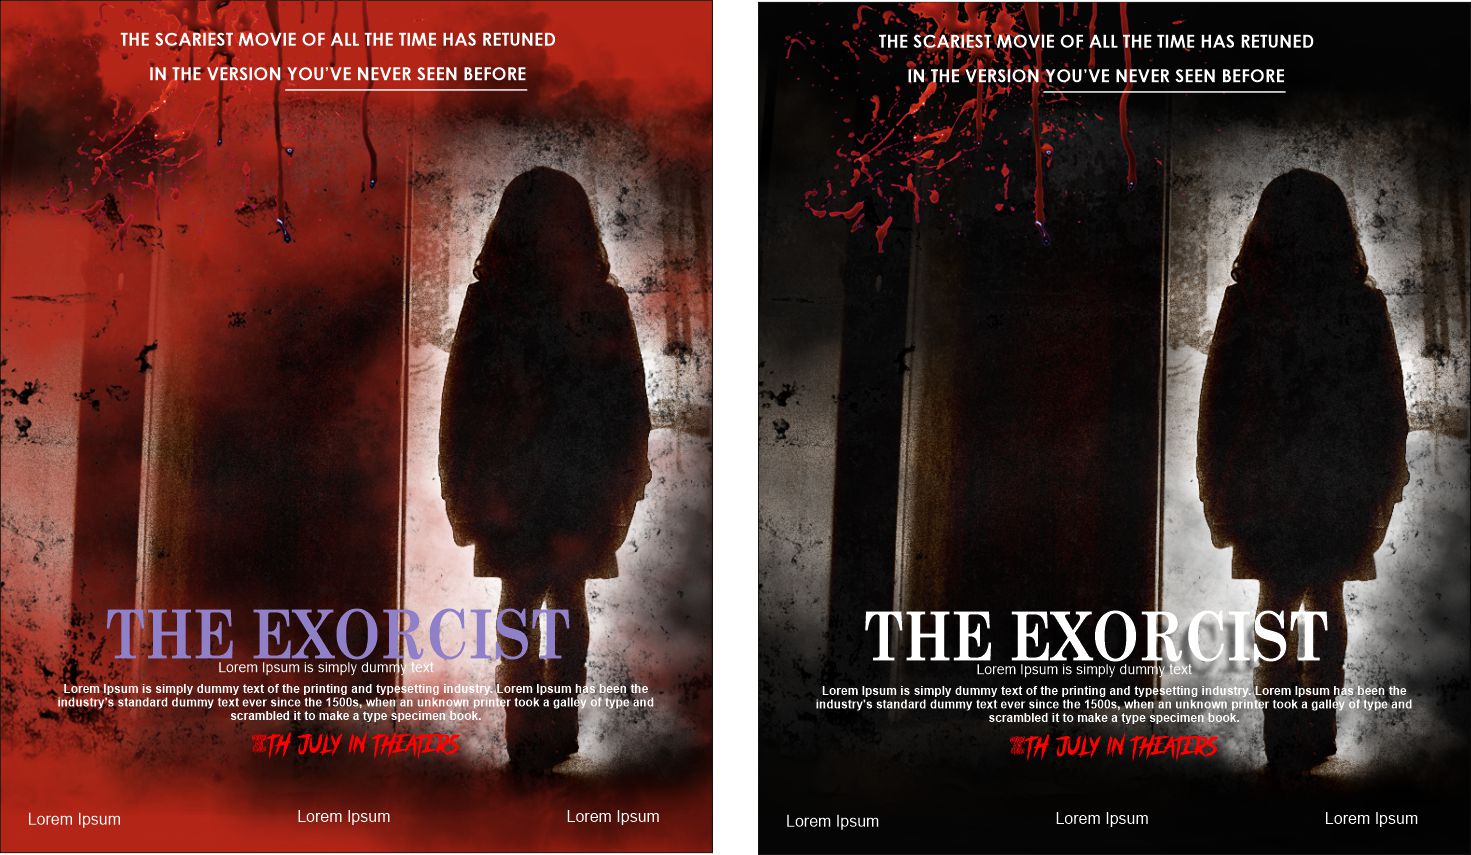 THE SCARIEST MOVIE OF ALL THE TIME HAS RETUNED
IN THE VERSION YOU'VE NEVER SEEN BEFORE
THE EXORCIST
Lorem Ipsum is simply dummy text
Lorem Ipsum is simply dummy text of the printing and typesetting industry. Lorem Ipsum has been the
industry's standard dummy text ever since the 1500s, when an unknown printer took a galley of type and
scrambled it to make a type specimen book.
TH JULY IN THEATERS
Lorem Ipsum
Lorem Ipsum
Lorem Ipsum
THE SCARIEST MOVIE OF ALL THE TIME HAS RETUNED
IN THE VERSION YOU'VE NEVER SEEN BEFORE
THE EXORCIST
Lorem Ipsum is simply dummy text
Lorem Ipsum is simply dummy text of the printing and typesetting industry. Lorem Ipsum has been the
industry's standard dummy text ever since the 1500s, when an unknown printer took a galley of type and
scrambled it to make a type specimen book.
TH JULY IN THEATERS
Lorem Ipsum
Lorem Ipsum
Lorem Ipsum